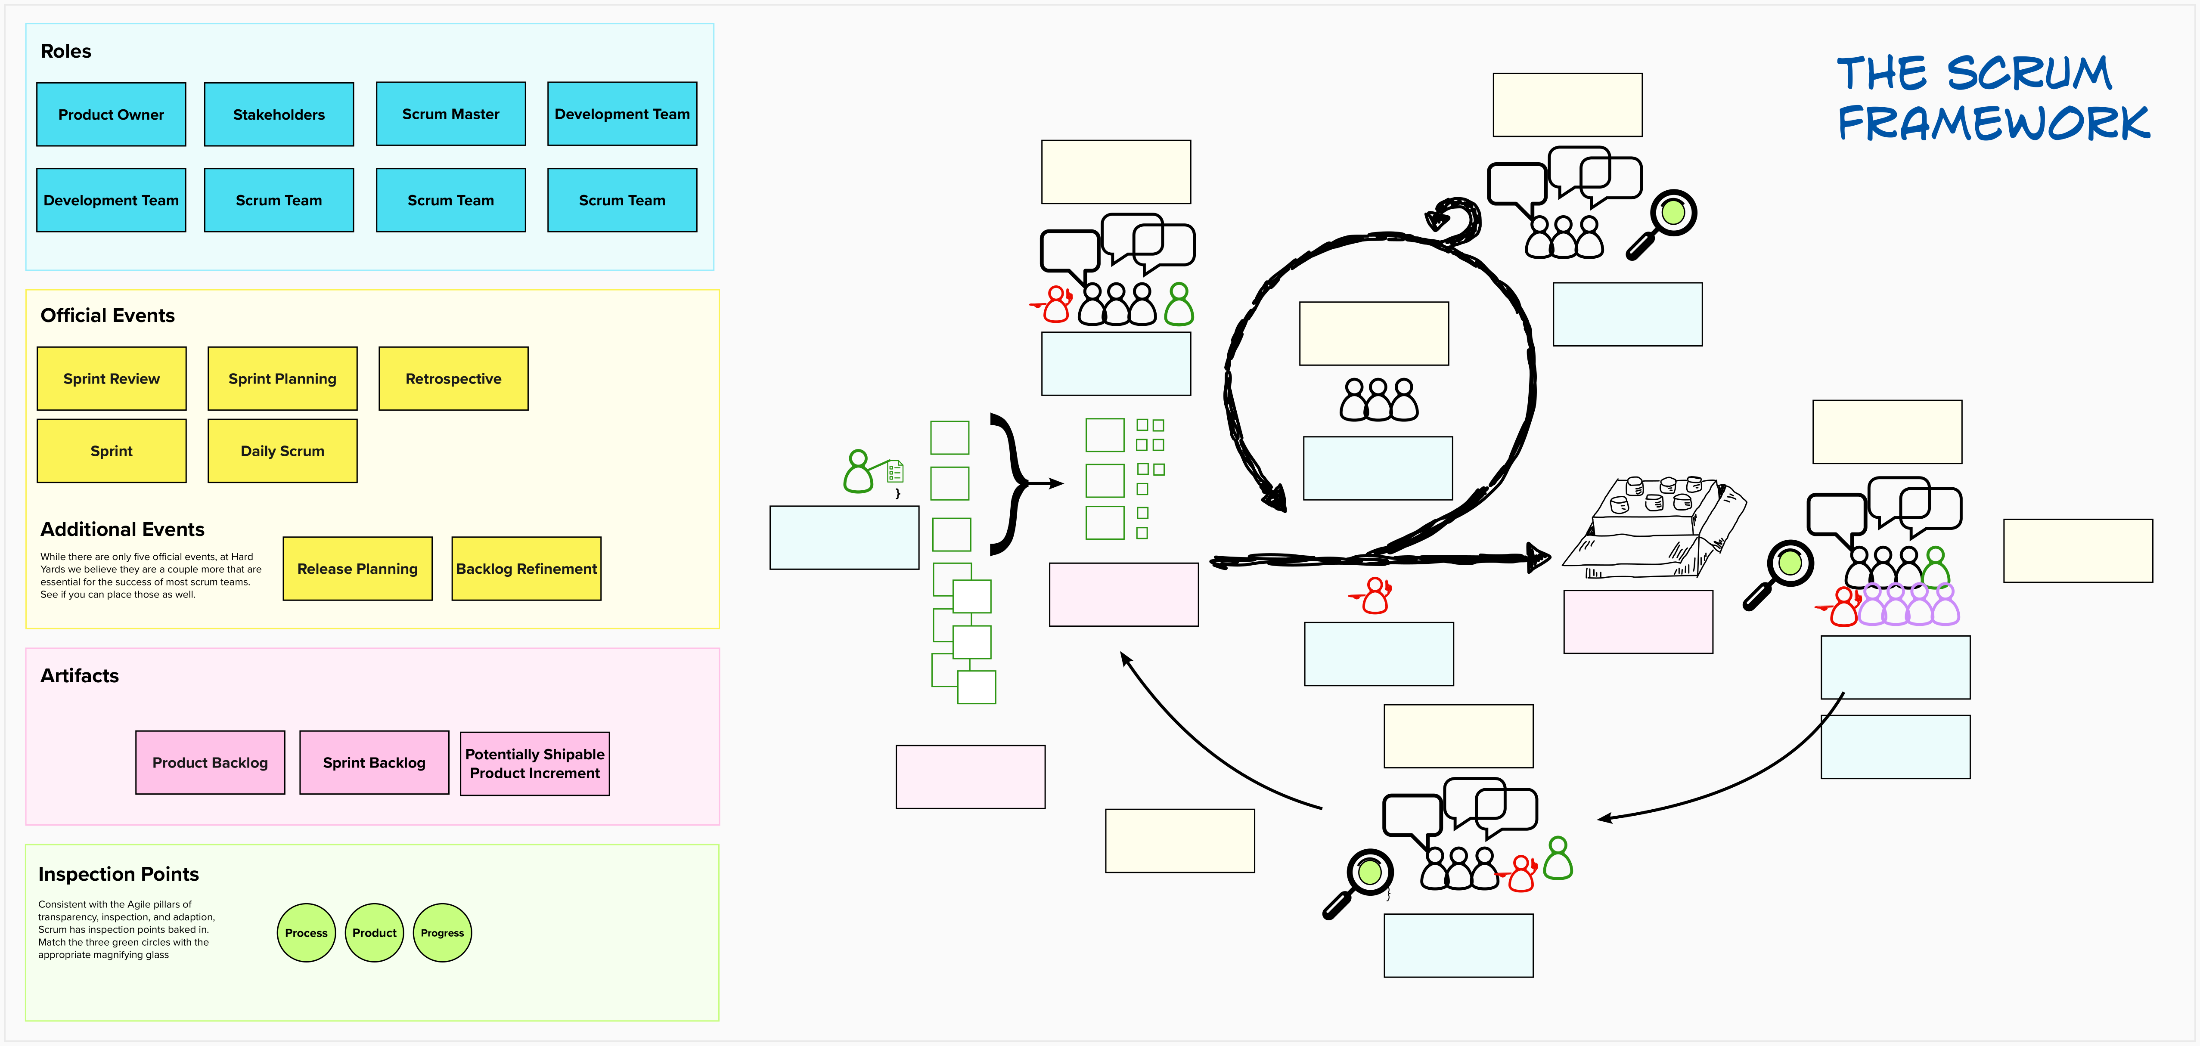 Roles
Product Owner
Stakeholders
Scrum Master
Development Team
Development Team
Scrum Team
Scrum Team
Scrum Team
Official Events
Sprint Review
Sprint Planning
Retrospective
Sprint
Daily Scrum
Additional Events
While there are only five official events, at Hard
Yards we believe they are a couple more that are
essential for the success of most scrum teams.
See if you can place those as well.
Release Planning
Backlog Refinement
Artifacts
Product Backlog
Sprint Backlog
Potentially Shipable
Product Increment
Inspection Points
Consistent with the Agile pillars of
transparency, inspection, and adaption,
Scrum has inspection points baked in.
Match the three green circles with the
appropriate magnifying glass
Process
Product
Progress
THE SCRUM
FRAMEWORK
}
}